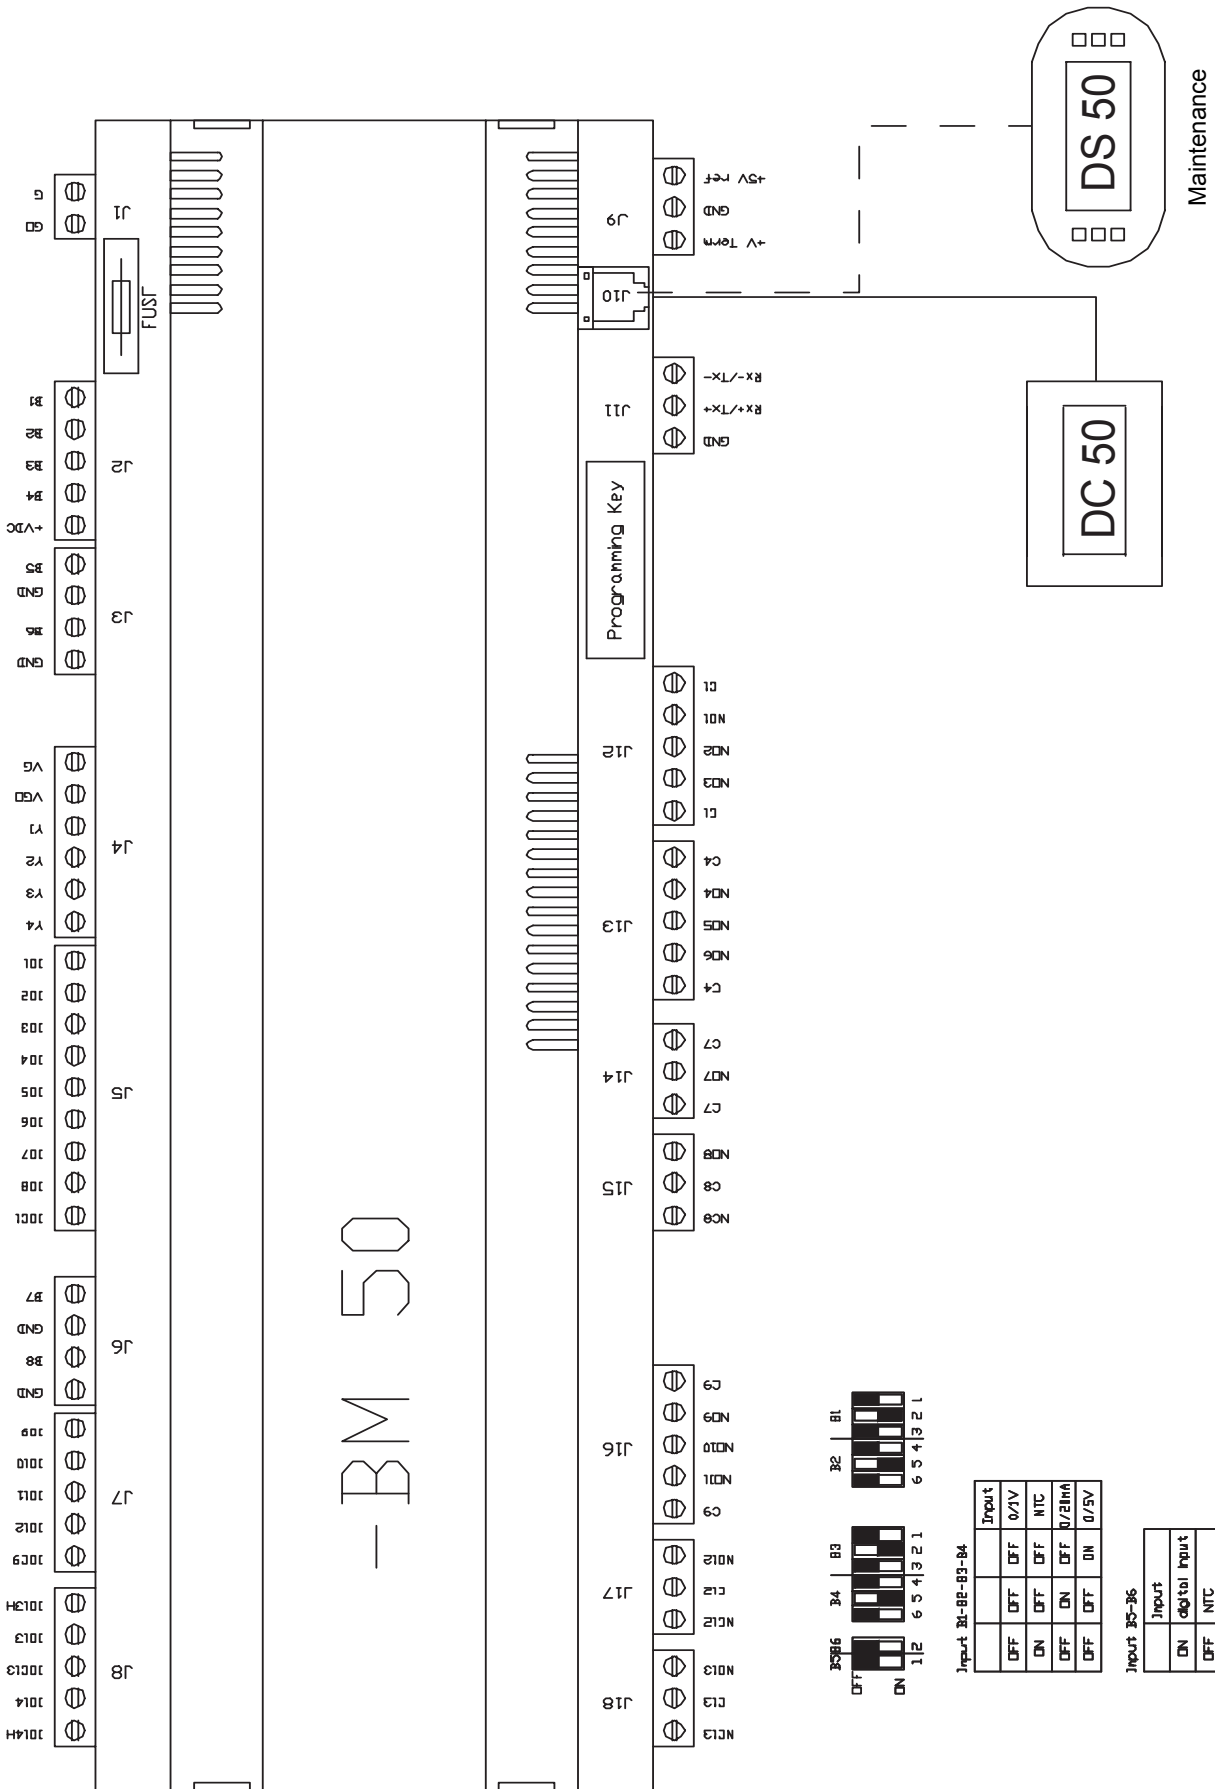 G
G0
J1
FUSE
B1
B2
B3
B4
+VDC
J2
B5
GND
B6
GND
J3
VG
VG0
Y1
Y2
Y3
Y4
J4
ID1
ID2
ID3
ID4
ID5
ID6
ID7
ID8
IDC1
J5
B7
GND
B8
GND
J6
ID9
ID10
ID11
ID12
IDC9
J7
ID13H
ID13
IDC13
ID14
ID14H
J8
BM 50
J9
+5V ref
GND
+V Term
J10
J11
Rx-/Tx-
Rx+/Tx+
GND
Programming Key
J12
C1
NO1
NO2
NO3
C1
J13
C4
NO4
NO5
NO6
C4
J14
C7
NO7
C7
J15
NO8
C8
NC8
J16
C9
NO9
NO10
NO11
C9
J17
NO12
C12
NC12
J18
NO13
C13
NC13
DS 50
Maintenance
DC 50
B5B6
B4 B3
B2 B1
OFF
ON
1 2
6 5 4 3 2 1
6 5 4 3 2 1
Input B1-B2-B3-B4
Input
OFF OFF OFF 0/1V
ON OFF OFF NTC
OFF ON OFF 0/20mA
OFF OFF ON 0/5V
Input B5-B6
Input
ON digital input
OFF NTC